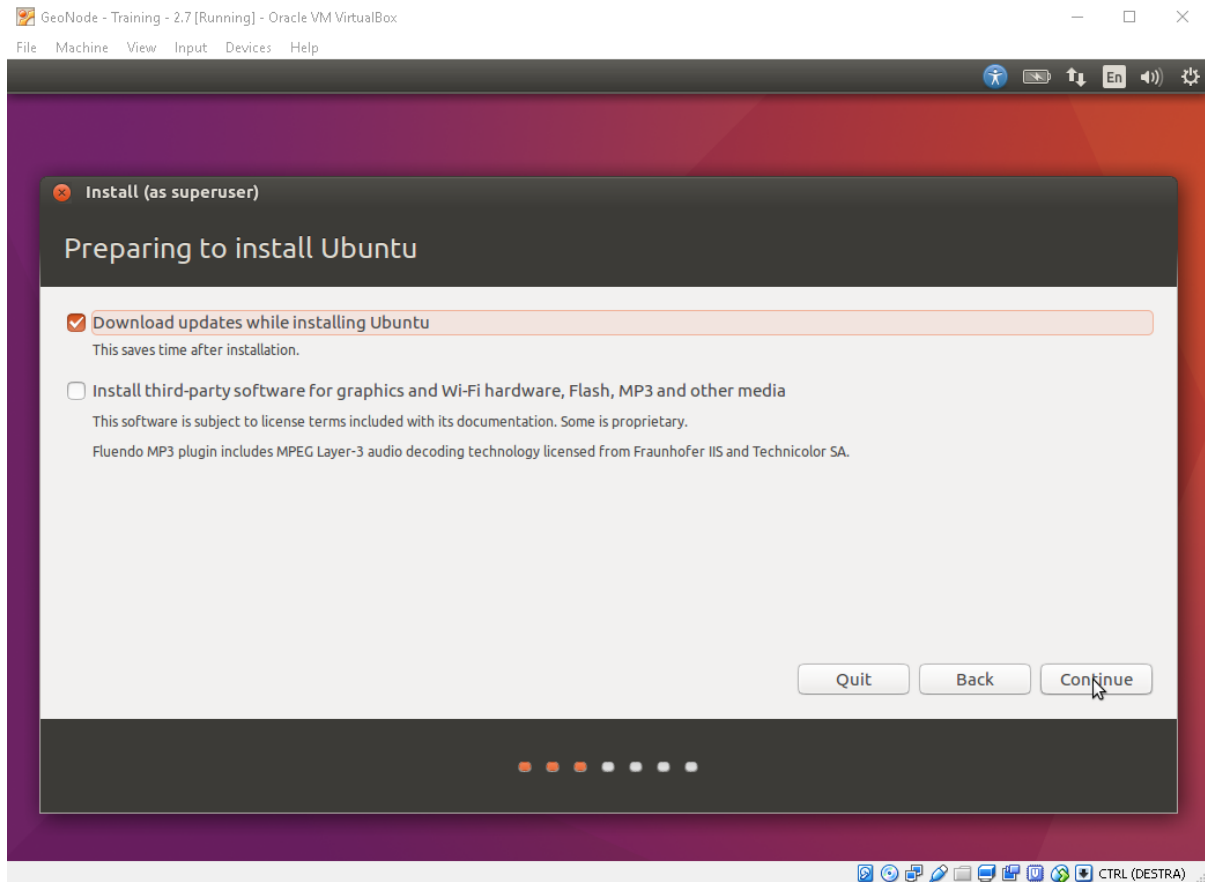 GeoNode - Training - 2.7 [Running] - Oracle VM VirtualBox
File Machine View Input Devices Help
En
Install (as superuser)
Preparing to install Ubuntu
Download updates while installing Ubuntu
This saves time after installation.
Install third-party software for graphics and Wi-Fi hardware, Flash, MP3 and other media
This software is subject to license terms included with its documentation. Some is proprietary.
Fluendo MP3 plugin includes MPEG Layer-3 audio decoding technology licensed from Fraunhofer IIS and Technicolor SA.
Quit Back Continue
CTRL (DESTRA)